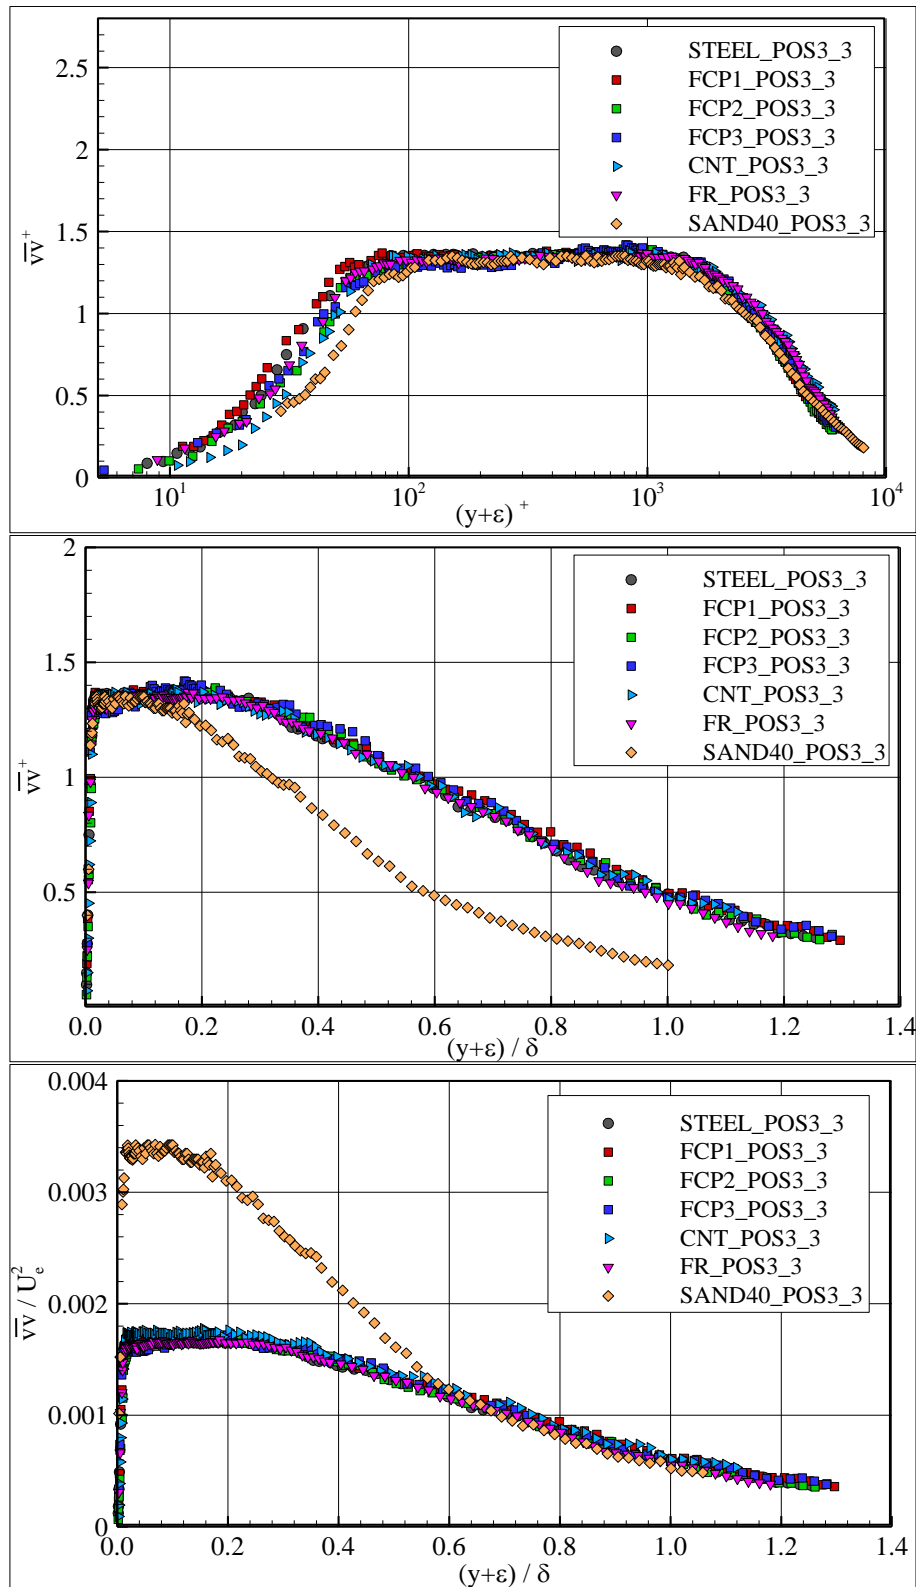 2.5
2
1.5
1
0.5
0
v̅v̅⁺
STEEL_POS3_3
FCP1_POS3_3
FCP2_POS3_3
FCP3_POS3_3
CNT_POS3_3
FR_POS3_3
SAND40_POS3_3
10¹ 10² 10³ 10⁴
(y+ε)⁺
2
1.5
1
0.5
v̅v̅⁺
STEEL_POS3_3
FCP1_POS3_3
FCP2_POS3_3
FCP3_POS3_3
CNT_POS3_3
FR_POS3_3
SAND40_POS3_3
0.0 0.2 0.4 0.6 0.8 1.0 1.2 1.4
(y+ε) / δ
0.004
0.003
0.002
0.001
0
v̅v̅ / Uₑ²
STEEL_POS3_3
FCP1_POS3_3
FCP2_POS3_3
FCP3_POS3_3
CNT_POS3_3
FR_POS3_3
SAND40_POS3_3
0.0 0.2 0.4 0.6 0.8 1.0 1.2 1.4
(y+ε) / δ